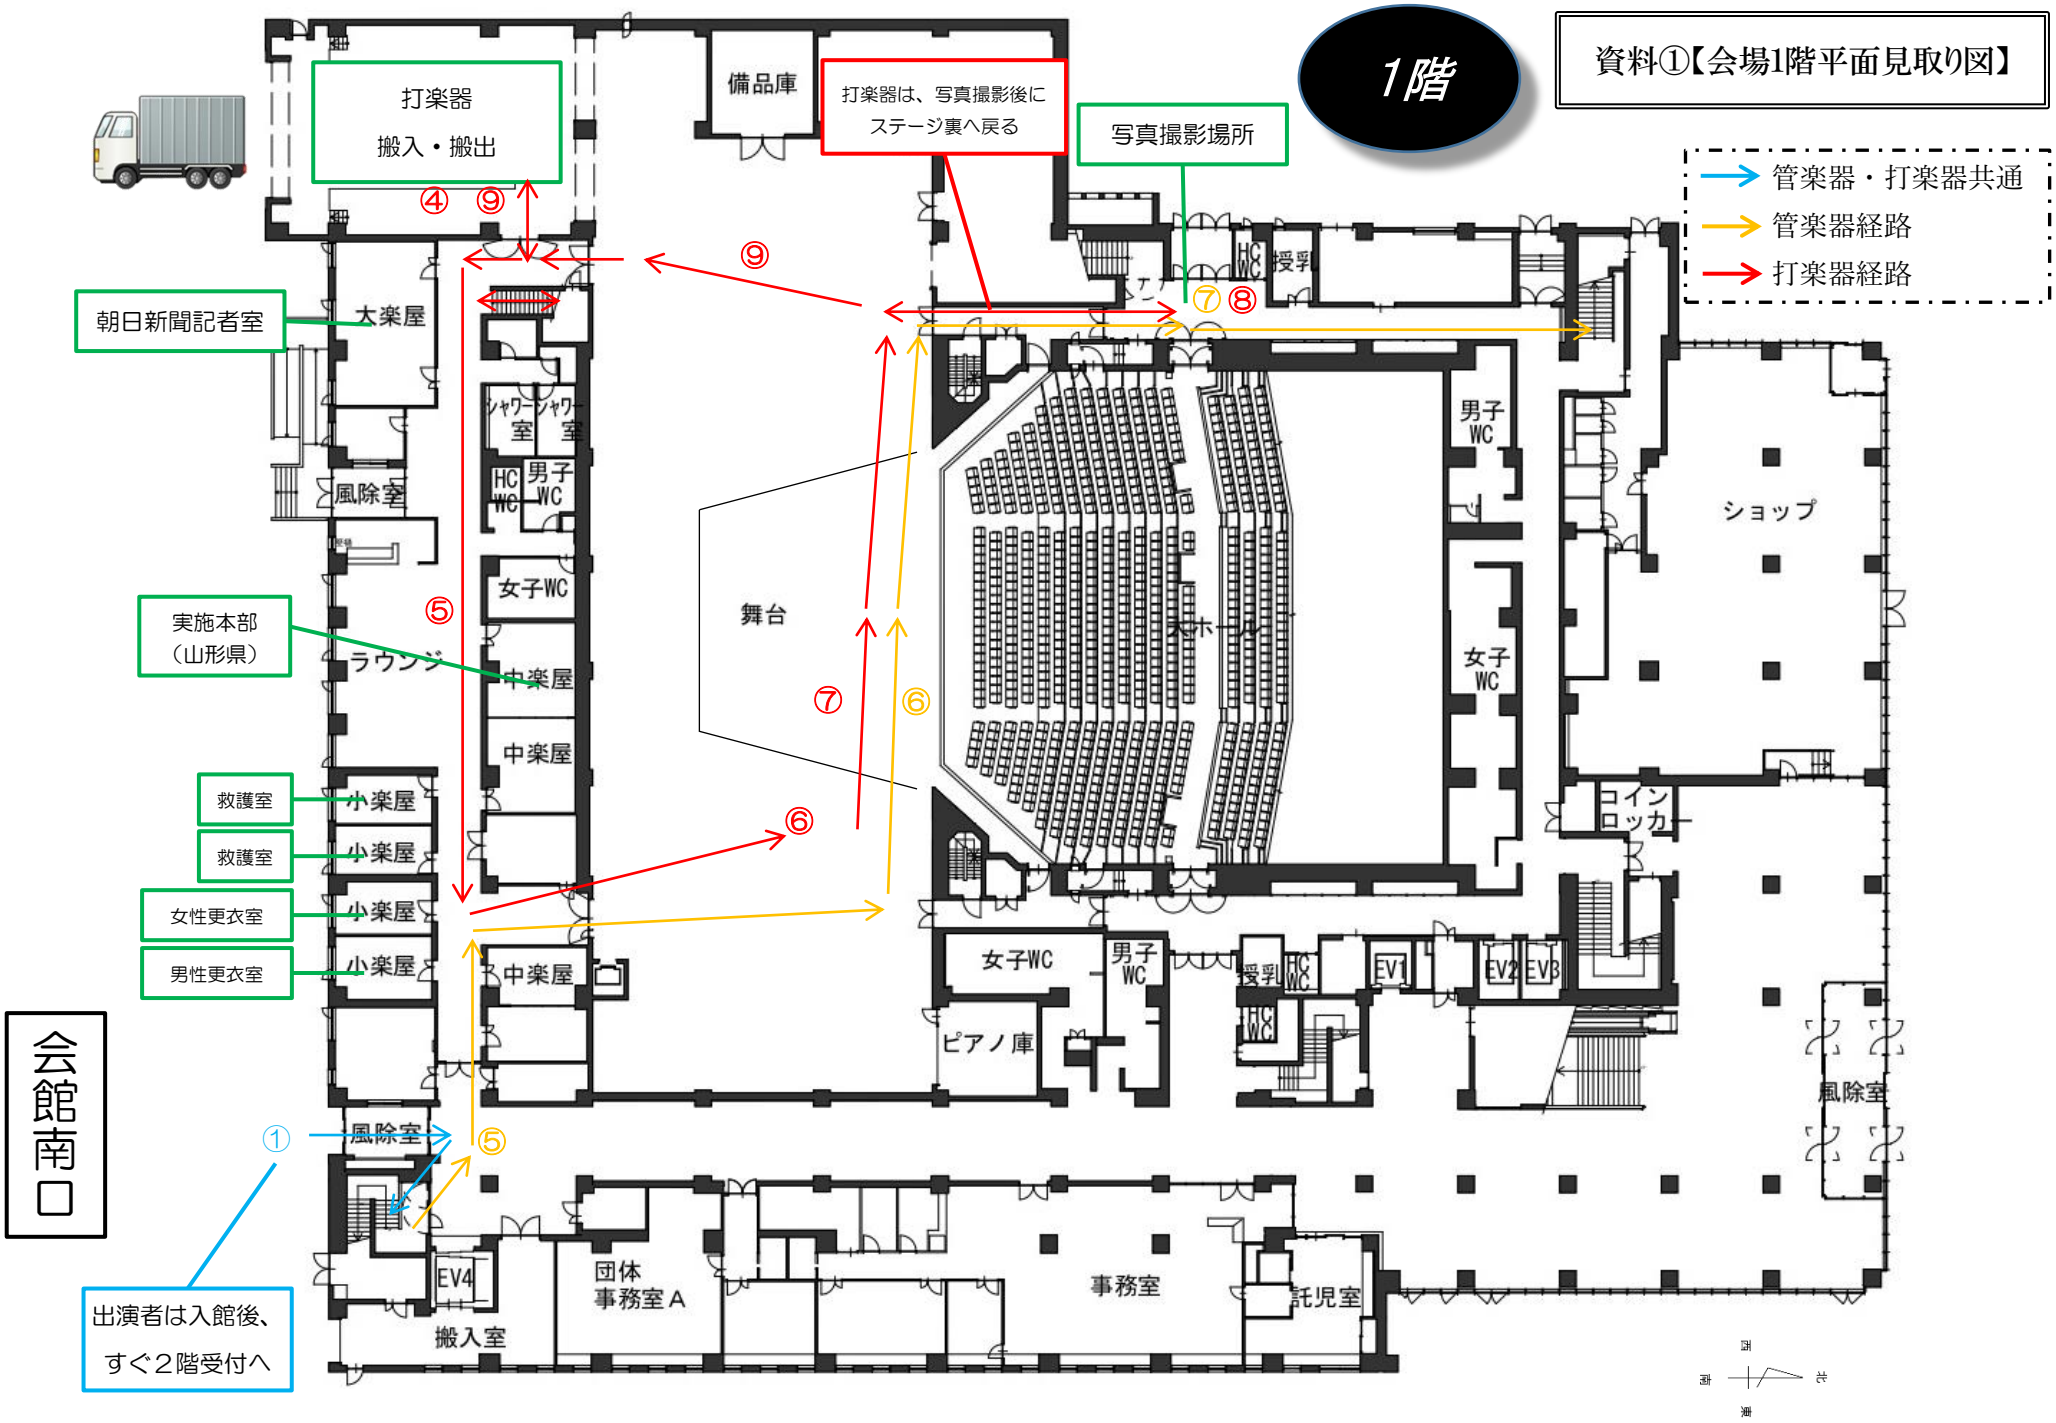 資料①【会場1階平面見取り図】
1階
管楽器・打楽器共通
管楽器経路
打楽器経路
打楽器
搬入・搬出
備品庫
打楽器は、写真撮影後に
ステージ裏へ戻る
写真撮影場所
④
⑨
⑨
HC
WC
授乳
⑦
⑧
朝日新聞記者室
大楽屋
シャワー
室
シャワー
室
男子
WC
HC
WC
男子
WC
風除室
ショップ
女子WC
⑤
舞台
大ホール
実施本部
(山形県)
ラウンジ
中楽屋
女子
WC
⑦
⑥
中楽屋
救護室
小楽屋
コイン
ロッカー
⑥
救護室
小楽屋
女性更衣室
小楽屋
男性更衣室
小楽屋
中楽屋
女子WC
男子
WC
授乳
HC
WC
EV1
EV2
EV3
HC
WC
ピアノ庫
会館南口
風除室
①
風除室
⑤
EV4
団体
事務室A
事務室
託児室
搬入室
出演者は入館後、
すぐ2階受付へ
西
北
南
東